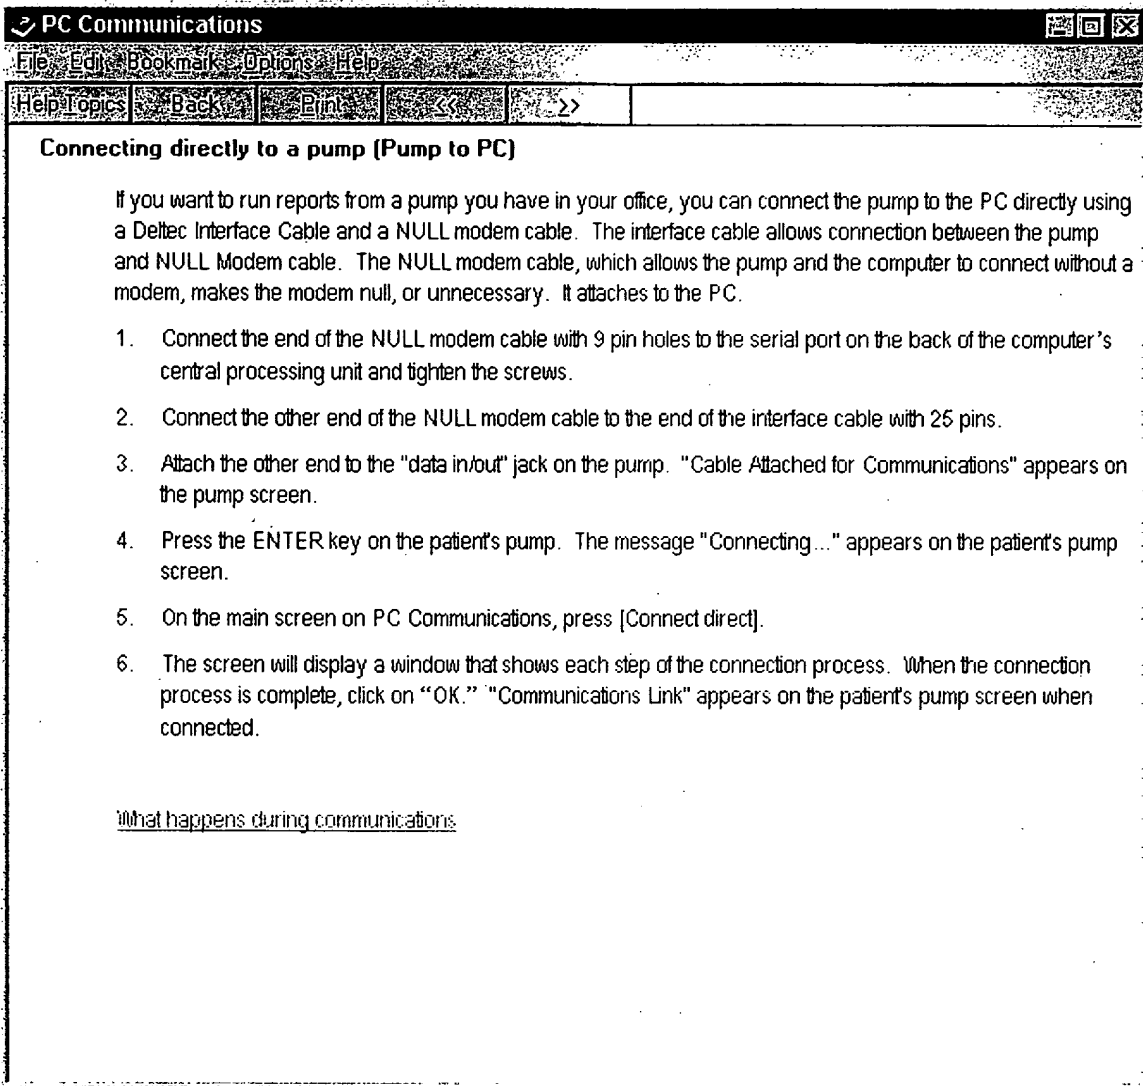 PC Communications
File Edit Bookmark Options Help
Help Topics Back Print << >>
Connecting directly to a pump (Pump to PC)
If you want to run reports from a pump you have in your office, you can connect the pump to the PC directly using
a Deltec Interface Cable and a NULL modem cable. The interface cable allows connection between the pump
and NULL Modem cable. The NULL modem cable, which allows the pump and the computer to connect without a
modem, makes the modem null, or unnecessary. It attaches to the PC.
1. Connect the end of the NULL modem cable with 9 pin holes to the serial port on the back of the computer's
central processing unit and tighten the screws.
2. Connect the other end of the NULL modem cable to the end of the interface cable with 25 pins.
3. Attach the other end to the "data in/out" jack on the pump. "Cable Attached for Communications" appears on
the pump screen.
4. Press the ENTER key on the patient's pump. The message "Connecting..." appears on the patient's pump
screen.
5. On the main screen on PC Communications, press [Connect direct].
6. The screen will display a window that shows each step of the connection process. When the connection
process is complete, click on “OK.” "Communications Link" appears on the patient's pump screen when
connected.
What happens during communications